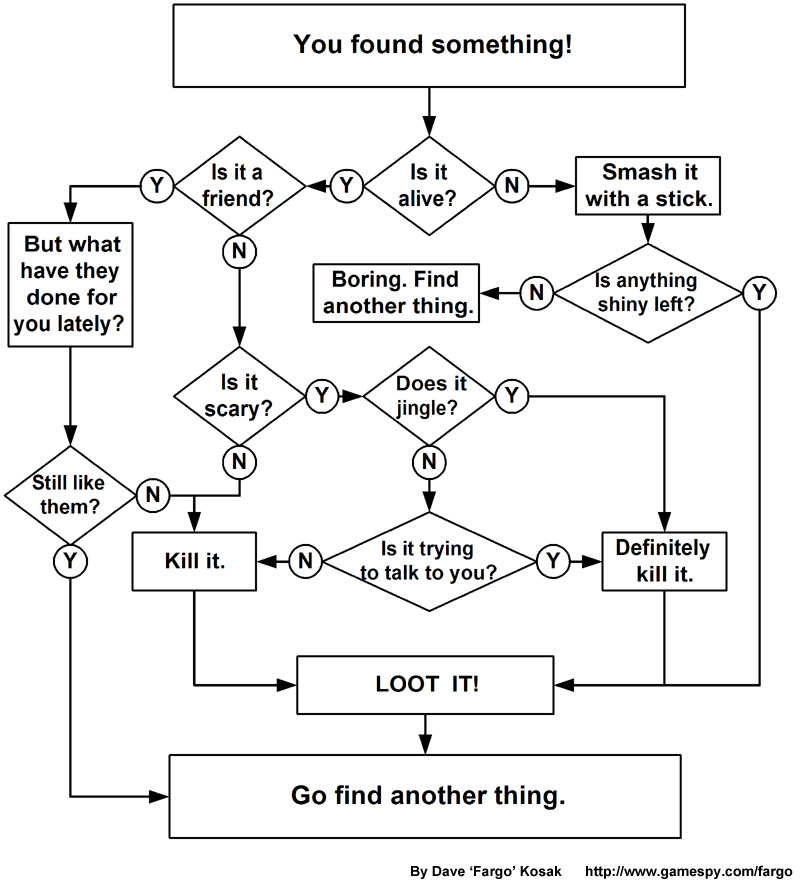 You found something!
Is it a
friend?
Y
Y
Is it
alive?
N
Smash it
with a stick.
But what
have they
done for
you lately?
N
Boring. Find
another thing.
N
Is anything
shiny left?
Y
Is it
scary?
Y
Does it
jingle?
Y
Still like
them?
N
N
N
Y
Kill it.
N
Is it trying
to talk to you?
Y
Definitely
kill it.
LOOT IT!
Go find another thing.
By Dave ‘Fargo’ Kosak http://www.gamespy.com/fargo